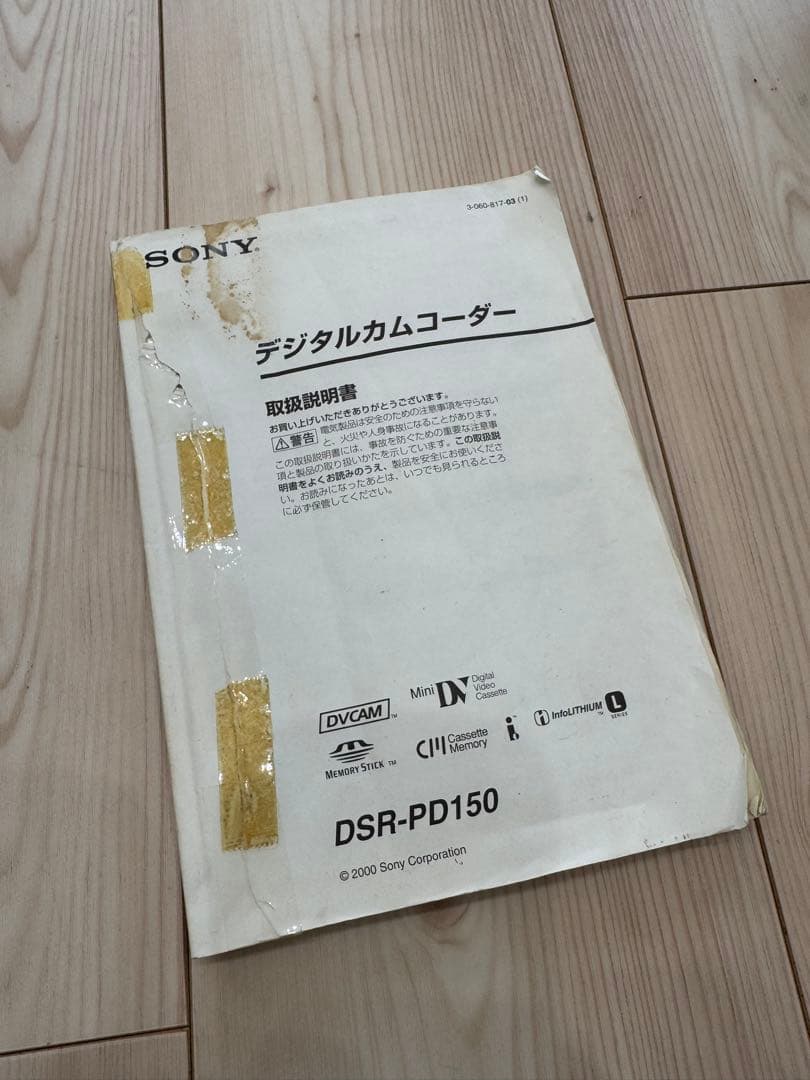 3-060-817-03 (1)
SONY®
デジタルカムコーダー
取扱説明書
お買い上げいただきありがとうございます。
警告 電気製品は安全のための注意事項を守らない
と、火災や人身事故になることがあります。
この取扱説明書には、事故を防ぐための重要な注意事
項と製品の取り扱いかたを示しています。この取扱説
明書をよくお読みのうえ、製品を安全にお使いくださ
い。お読みになったあとは、いつでも見られるところ
に必ず保管してください。
DVCAM™
Mini DV Digital
Video
Cassette
MEMORY STICK™
CM Cassette
Memory
i
InfoLITHIUM™ L
SERIES
DSR-PD150
© 2000 Sony Corporation